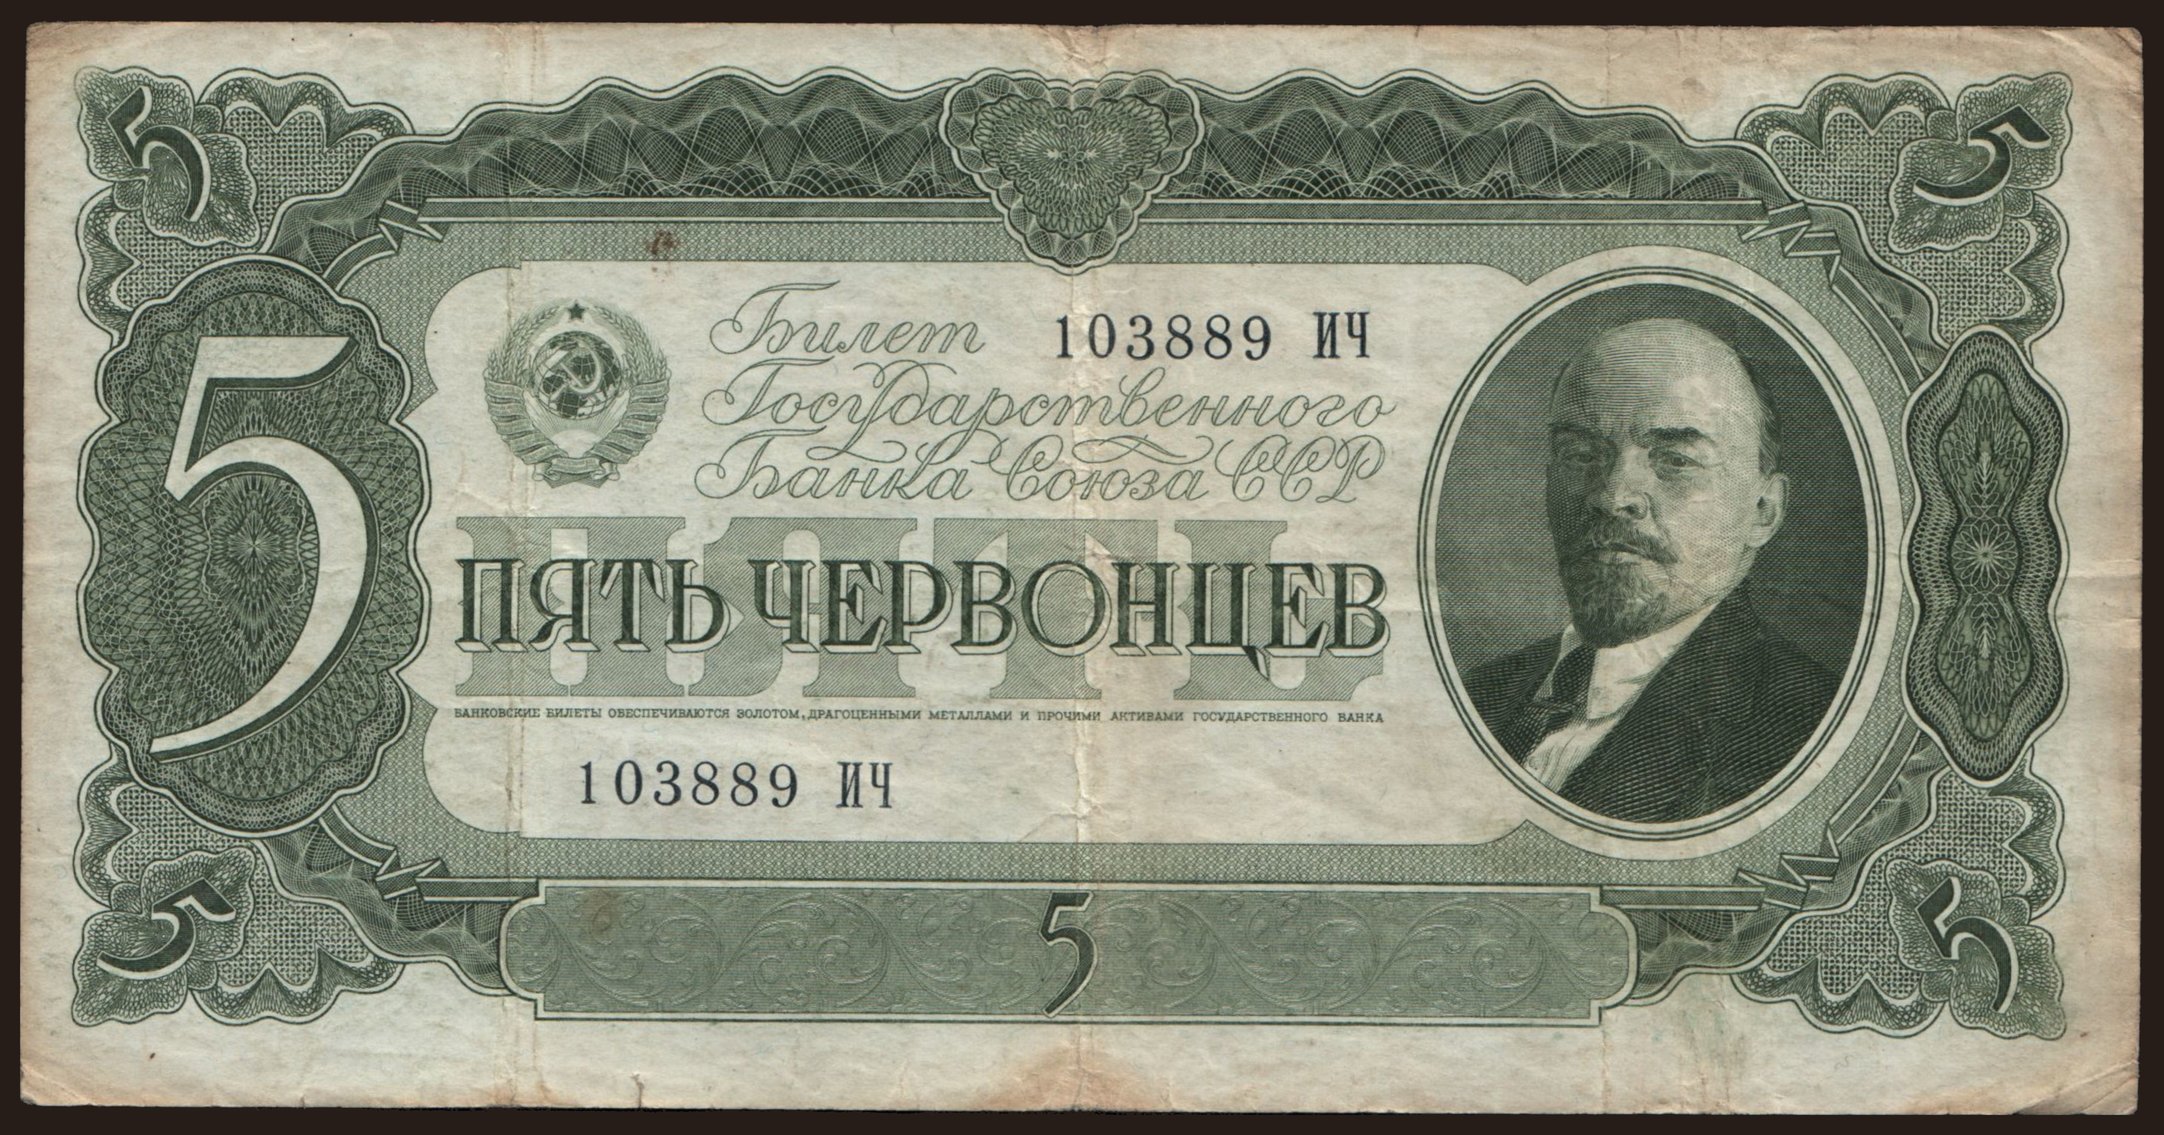 5 5
Билет 103889 ИЧ
Государственного
Банка Союза ССР
5
ПЯТЬ
ПЯТЬ ЧЕРВОНЦЕВ
БАНКОВСКИЕ БИЛЕТЫ ОБЕСПЕЧИВАЮТСЯ ЗОЛОТОМ, ДРАГОЦЕННЫМИ МЕТАЛЛАМИ И ПРОЧИМИ АКТИВАМИ ГОСУДАРСТВЕННОГО БАНКА
103889 ИЧ
5 5 5